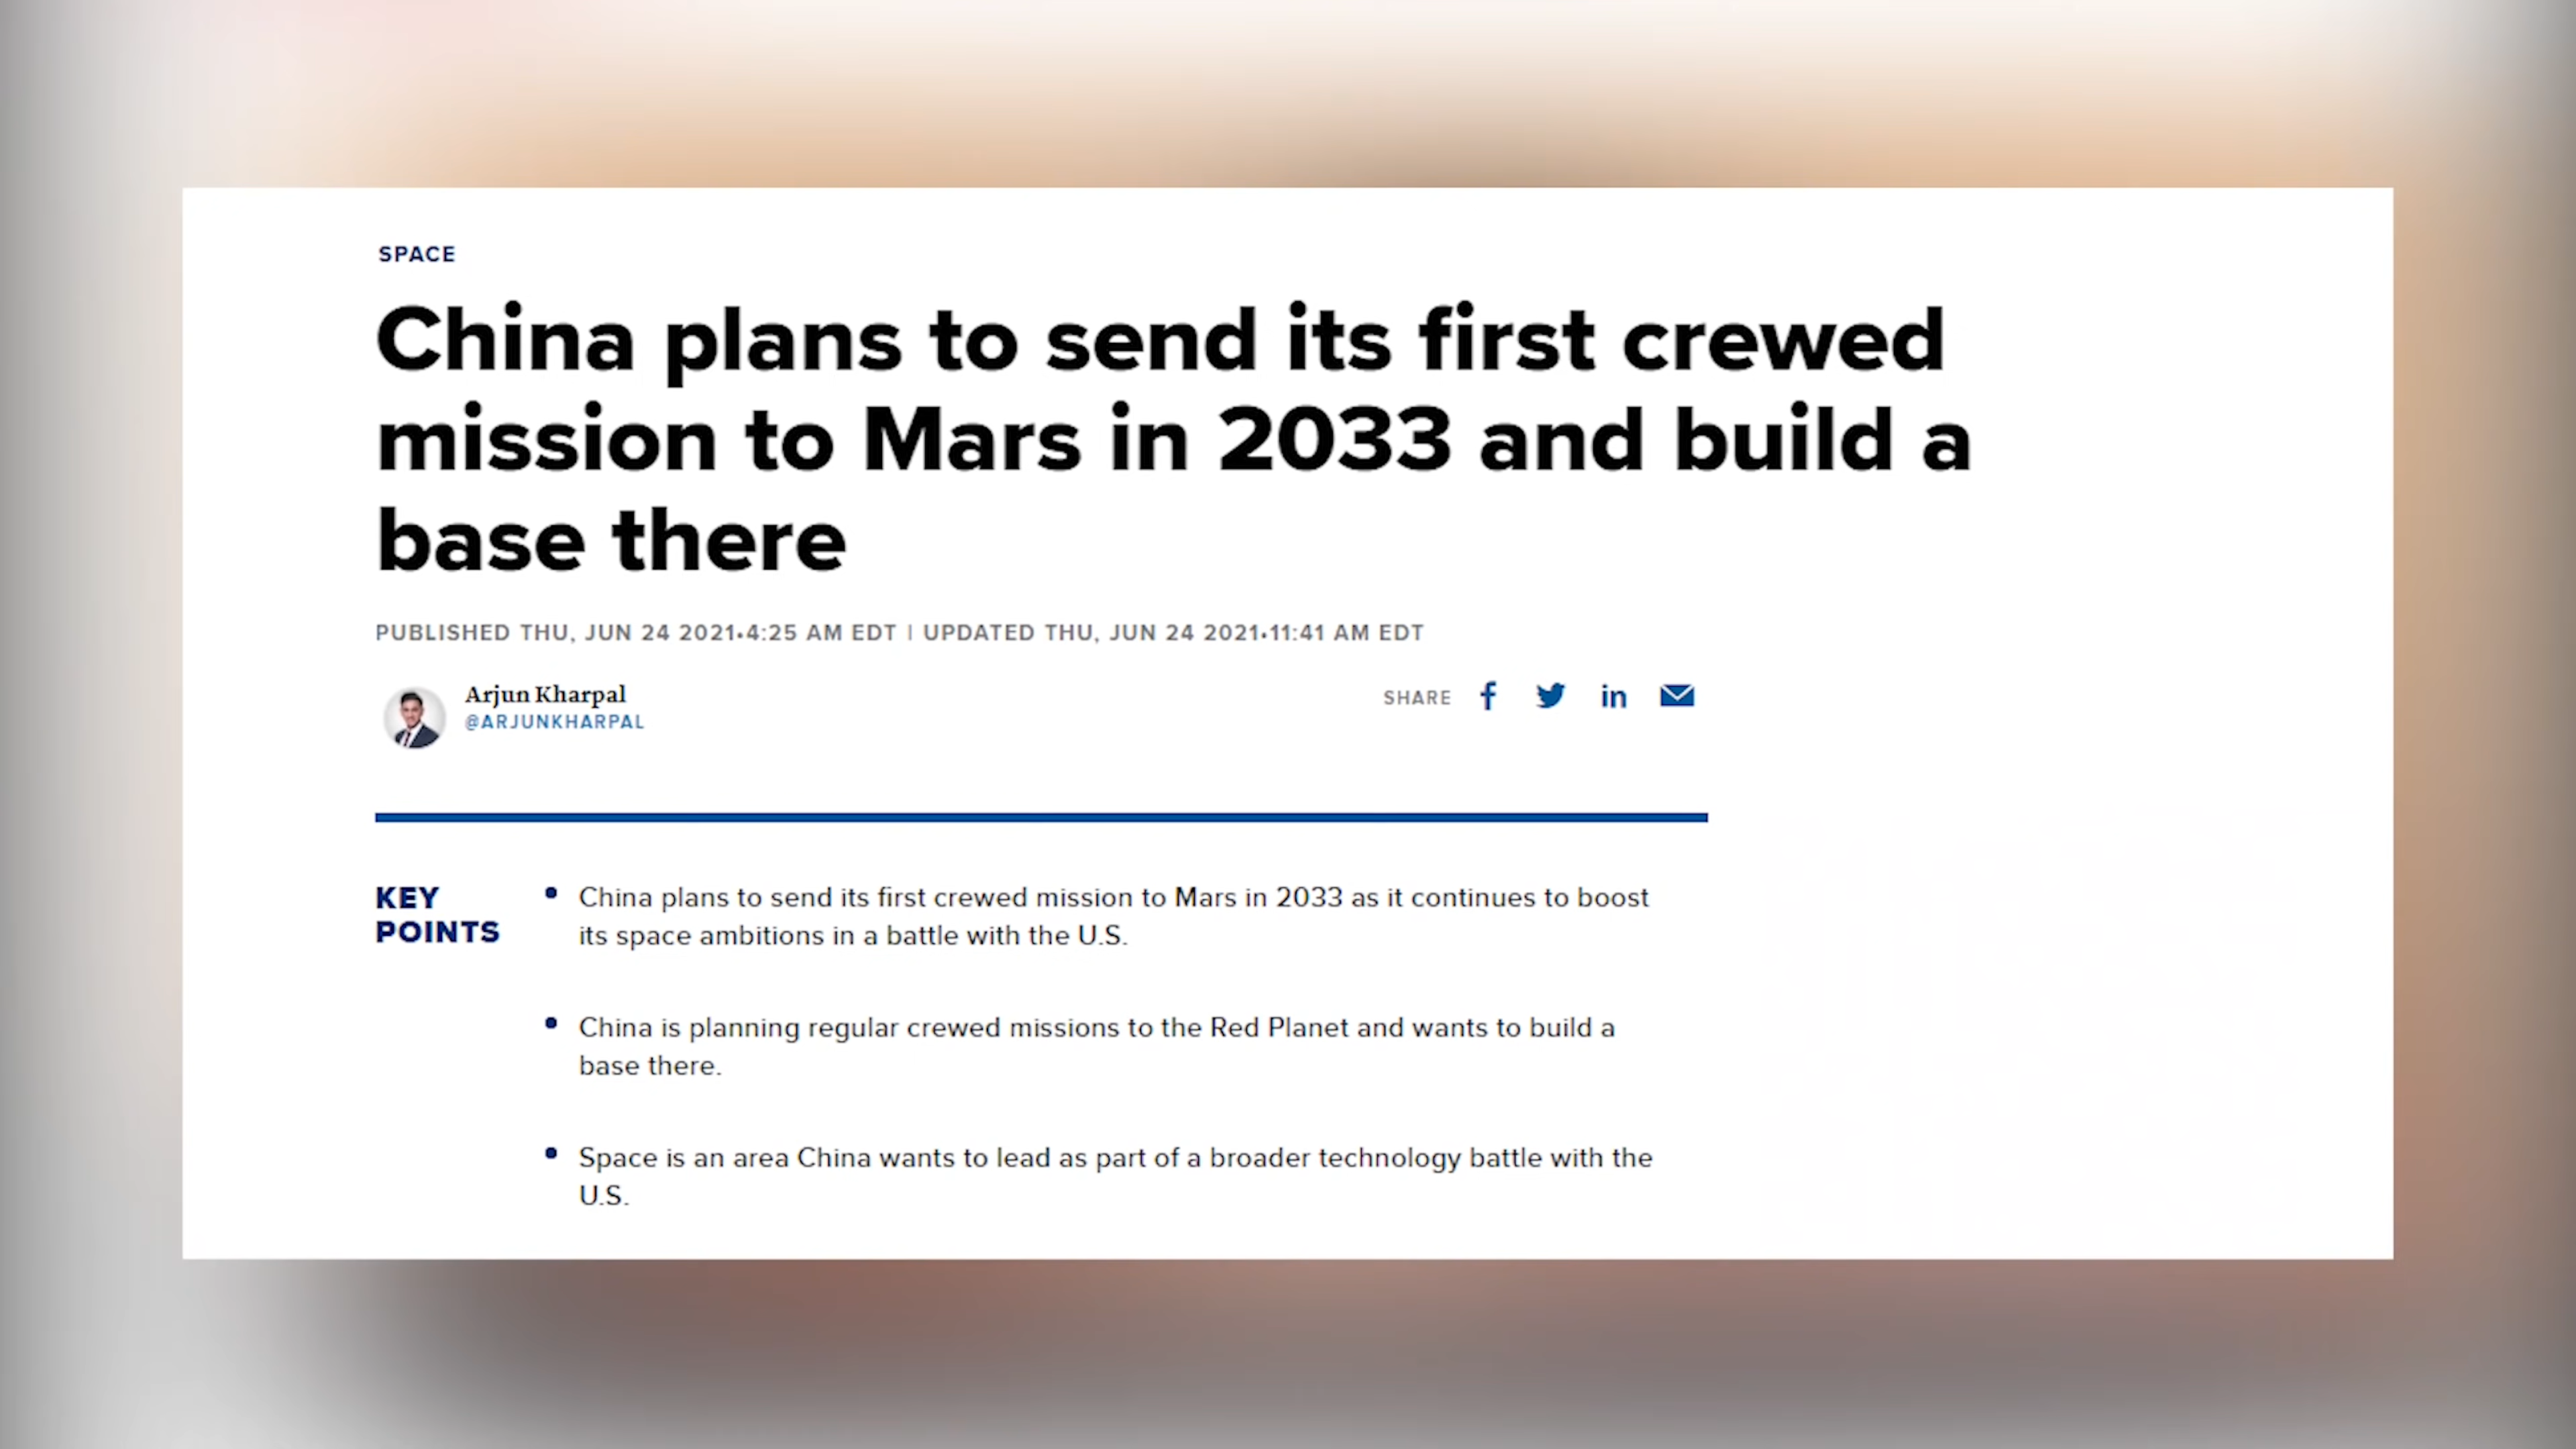 SPACE
China plans to send its first crewed
mission to Mars in 2033 and build a
base there
PUBLISHED THU, JUN 24 2021•4:25 AM EDT | UPDATED THU, JUN 24 2021•11:41 AM EDT
Arjun Kharpal
@ARJUNKHARPAL
SHARE
KEY
POINTS
• China plans to send its first crewed mission to Mars in 2033 as it continues to boost
its space ambitions in a battle with the U.S.
• China is planning regular crewed missions to the Red Planet and wants to build a
base there.
• Space is an area China wants to lead as part of a broader technology battle with the
U.S.